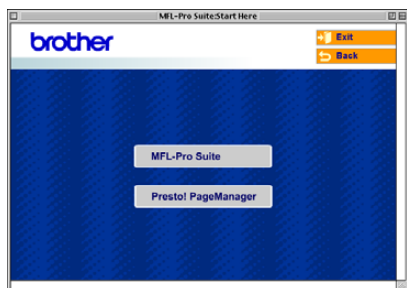 MFL-Pro Suite:Start Here
brother
Exit
Back
MFL-Pro Suite
Presto! PageManager